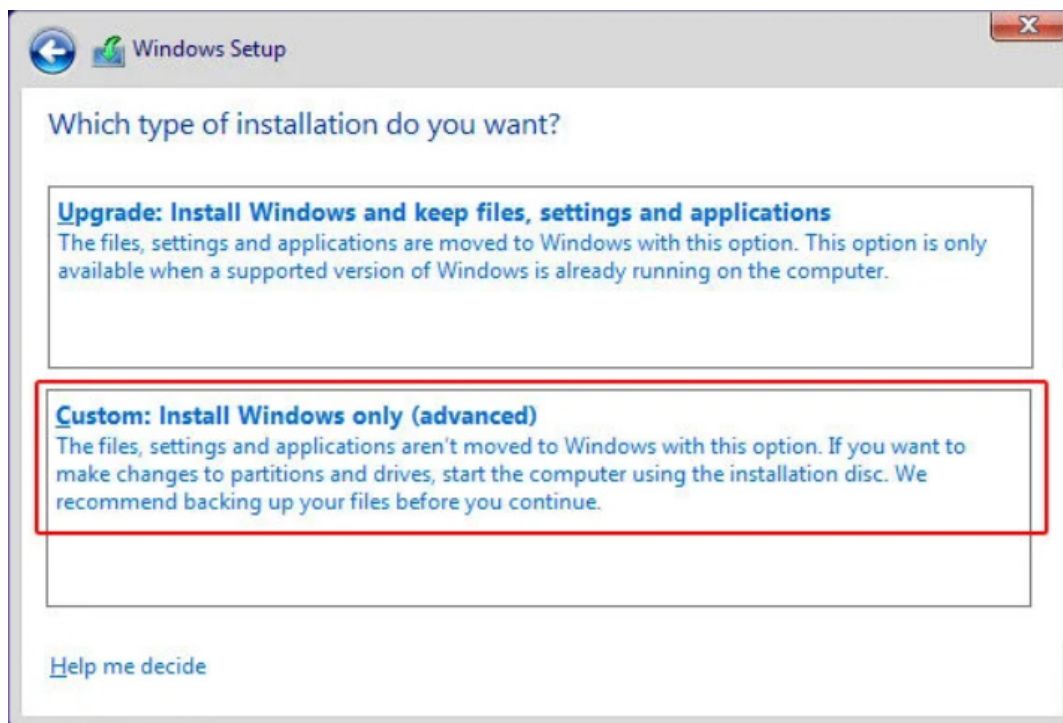 Windows Setup
Which type of installation do you want?
Upgrade: Install Windows and keep files, settings and applications
The files, settings and applications are moved to Windows with this option. This option is only
available when a supported version of Windows is already running on the computer.
Custom: Install Windows only (advanced)
The files, settings and applications aren't moved to Windows with this option. If you want to
make changes to partitions and drives, start the computer using the installation disc. We
recommend backing up your files before you continue.
Help me decide